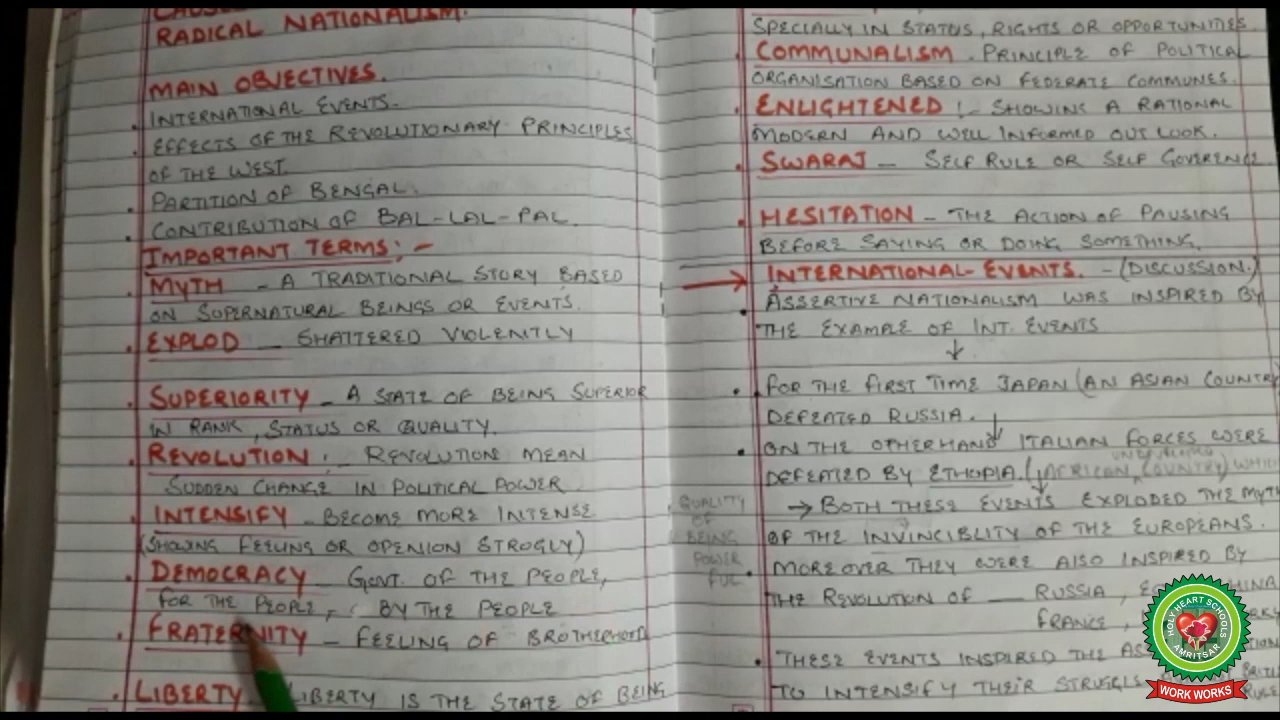 RADICAL NATIONALISM.
MAIN OBJECTIVES.
INTERNATIONAL EVENTS.
EFFECTS OF THE REVOLUTIONARY PRINCIPLES
OF THE WEST.
PARTITION OF BENGAL.
CONTRIBUTION OF BAL-LAL-PAL.
IMPORTANT TERMS:-
MYTH - A TRADITIONAL STORY BASED
ON SUPERNATURAL BEINGS OR EVENTS.
EXPLOD - SHATTERED VIOLENTLY
SUPERIORITY - A STATE OF BEING SUPERIOR
IN RANK, STATUS OR QUALITY.
REVOLUTION:- REVOLUTION MEAN
SUDDEN CHANGE IN POLITICAL POWER
INTENSIFY - BECOME MORE INTENSE
(SHOWING FEELING OR OPENION STROGLY)
DEMOCRACY - GOVT. OF THE PEOPLE,
FOR THE PEOPLE, BY THE PEOPLE
FRATERNITY - FEELING OF BROTHERHOOD
LIBERTY - LIBERTY IS THE STATE OF BEING
SPECIALLY IN STATUS, RIGHTS OR OPPORTUNITIES.
COMMUNALISM - PRINCIPLE OF POLITICAL
ORGANISATION BASED ON FEDERATE COMMUNES.
ENLIGHTENED:- SHOWING A RATIONAL
MODERN AND WELL INFORMED OUT LOOK.
SWARAJ - SELF RULE OR SELF GOVERENCE
HESITATION - THE ACTION OF PAUSING
BEFORE SAYING OR DOING SOMETHING.
→ INTERNATIONAL-EVENTS. - (DISCUSSION.)
ASSERTIVE NATIONALISM WAS INSPIRED BY
THE EXAMPLE OF INT. EVENTS
↓
FOR THE FIRST TIME JAPAN (AN ASIAN COUNTRY
DEFEATED RUSSIA.
ON THE OTHERHAND ITALIAN FORCES WERE
DEFEATED BY ETHOPIA. (AFRICAN COUNTRY) WHICH
→ BOTH THESE EVENTS EXPLODED THE MYTH
OF THE INVINCIBLITY OF THE EUROPEANS.
QUALITY
OF
BEING
POWER
FUL
MOREOVER THEY WERE ALSO INSPIRED BY
THE REVOLUTION OF ___ RUSSIA,
FRANCE,
THESE EVENTS INSPIRED THE
TO INTENSIFY THEIR STRUGGLE
HOLY HEART SCHOOLS
AMRITSAR
WORK WORKS